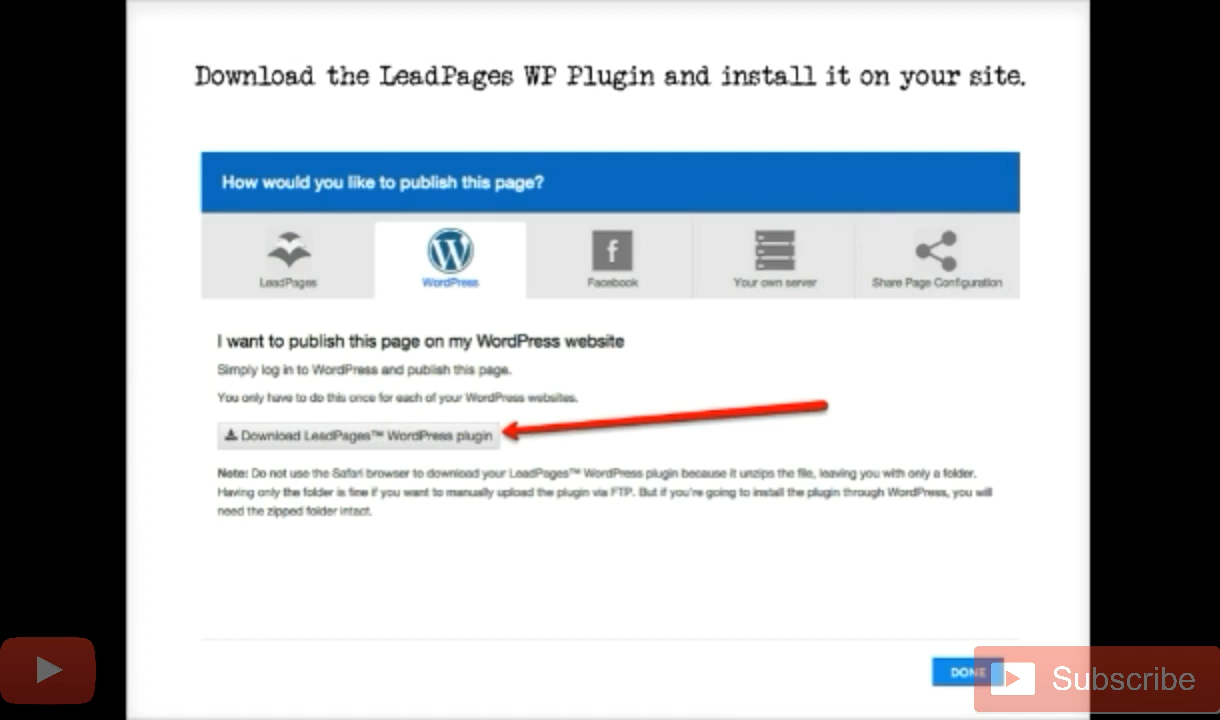 Download the LeadPages WP Plugin and install it on your site.
How would you like to publish this page?
LeadPages
WordPress
Facebook
Your own server
Share Page Configuration
I want to publish this page on my WordPress website
Simply log in to WordPress and publish this page.
You only have to do this once for each of your WordPress websites.
Download LeadPages™ WordPress plugin
Note: Do not use the Safari browser to download your LeadPages™ WordPress plugin because it unzips the file, leaving you with only a folder.
Having only the folder is fine if you want to manually upload the plugin via FTP. But if you're going to install the plugin through WordPress, you will
need the zipped folder intact.
DONE
Subscribe